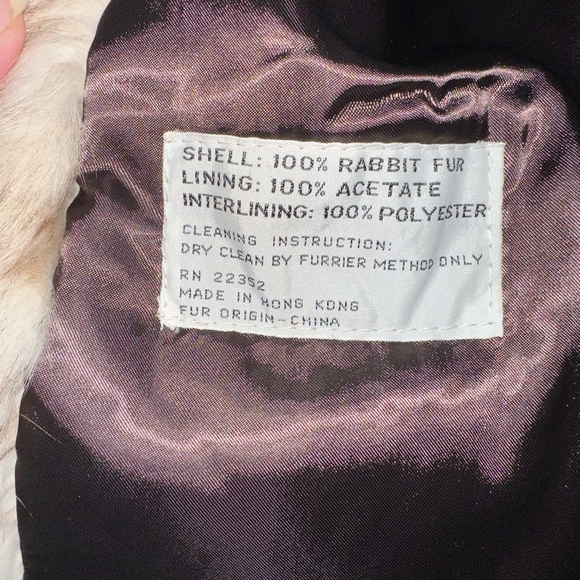 SHELL: 100% RABBIT FUR
LINING: 100% ACETATE
INTERLINING: 100% POLYESTER
CLEANING INSTRUCTION:
DRY CLEAN BY FURRIER METHOD ONLY
RN 22352
MADE IN HONG KONG
FUR ORIGIN-CHINA